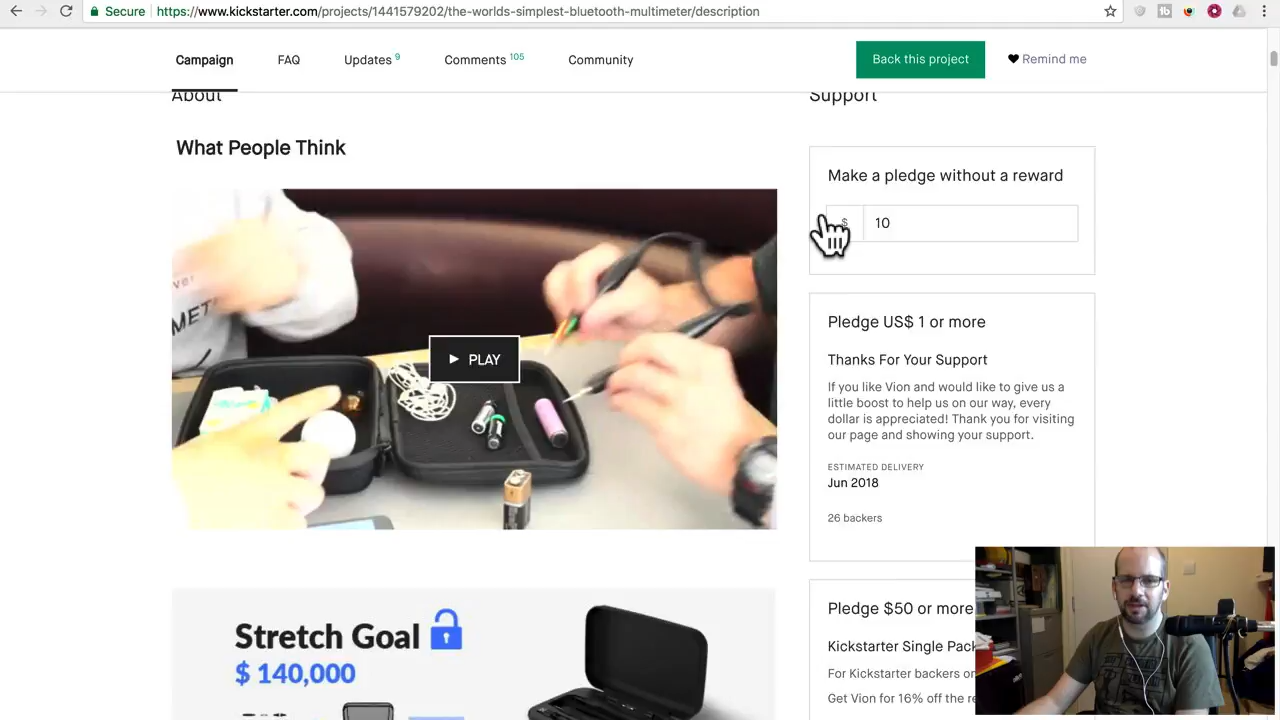 Secure https://www.kickstarter.com/projects/1441579202/the-worlds-simplest-bluetooth-multimeter/description
Campaign FAQ Updates 9 Comments 105 Community Back this project Remind me
About
Support
What People Think
PLAY
Stretch Goal
$ 140,000
Make a pledge without a reward
$ 10
Pledge US$ 1 or more
Thanks For Your Support
If you like Vion and would like to give us a
little boost to help us on our way, every
dollar is appreciated! Thank you for visiting
our page and showing your support.
ESTIMATED DELIVERY
Jun 2018
26 backers
Pledge $50 or more
Kickstarter Single Pack
For Kickstarter backers on
Get Vion for 16% off the re